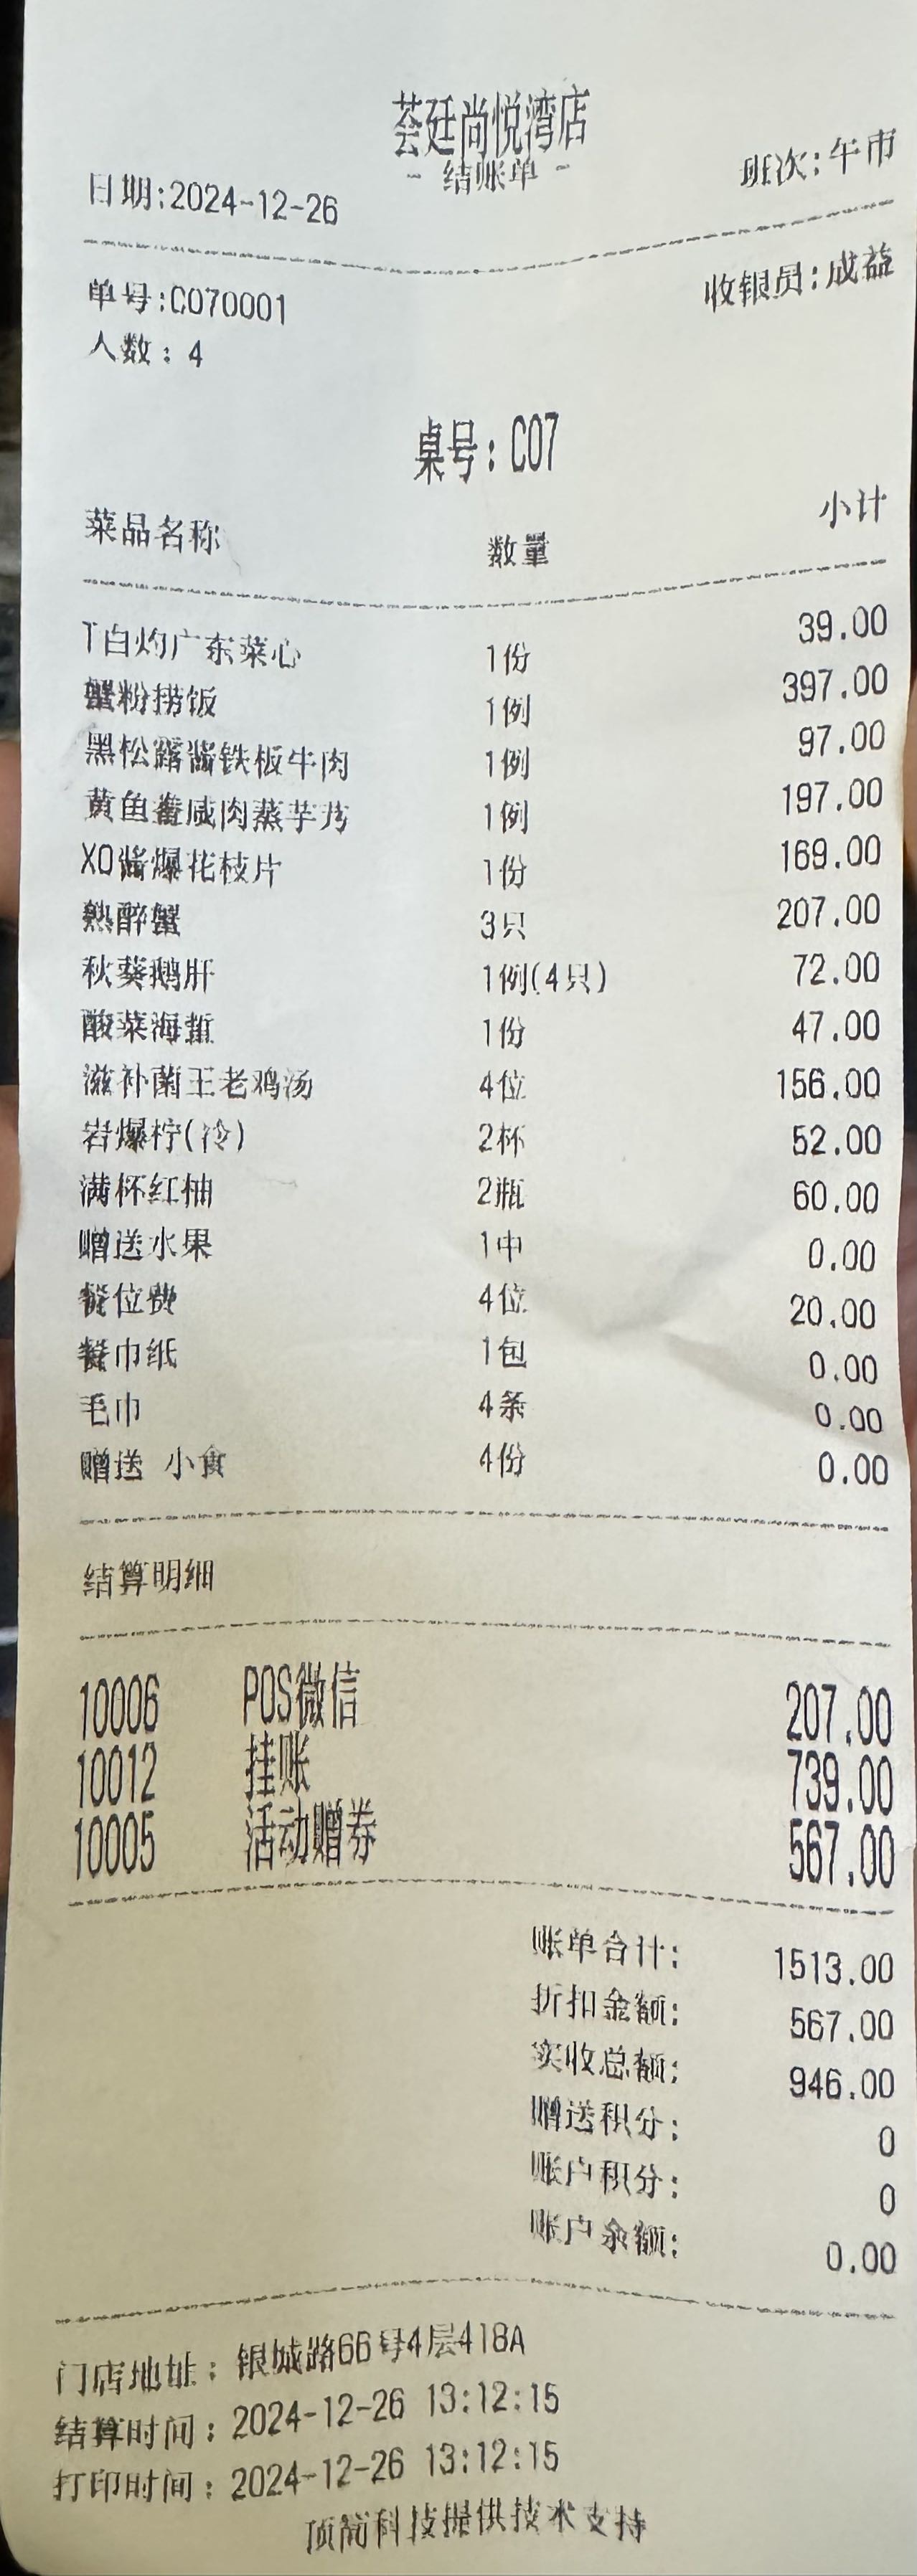 荟廷尚悦湾店
- 结账单 -
日期:2024-12-26 班次:午市
单号:C070001 收银员:成益
人数: 4
桌号: C07
菜品名称 数量 小计
T白灼广东菜心 1份 39.00
蟹粉捞饭 1例 397.00
黑松露酱铁板牛肉 1例 97.00
黄鱼鲞咸肉蒸芋艿 1例 197.00
XO酱爆花枝片 1份 169.00
熟醉蟹 3只 207.00
秋葵鹅肝 1例(4只) 72.00
酸菜海蜇 1份 47.00
滋补菌王老鸡汤 4位 156.00
岩爆柠(冷) 2杯 52.00
满杯红柚 2瓶 60.00
赠送水果 1中 0.00
餐位费 4位 20.00
餐巾纸 1包 0.00
毛巾 4条 0.00
赠送 小食 4份 0.00
结算明细
10006 POS微信 207.00
10012 挂账 739.00
10005 活动赠券 567.00
账单合计: 1513.00
折扣金额: 567.00
实收总额: 946.00
赠送积分: 0
账户积分: 0
账户余额: 0.00
门店地址: 银城路66号4层418A
结算时间: 2024-12-26 13:12:15
打印时间: 2024-12-26 13:12:15
顶简科技提供技术支持